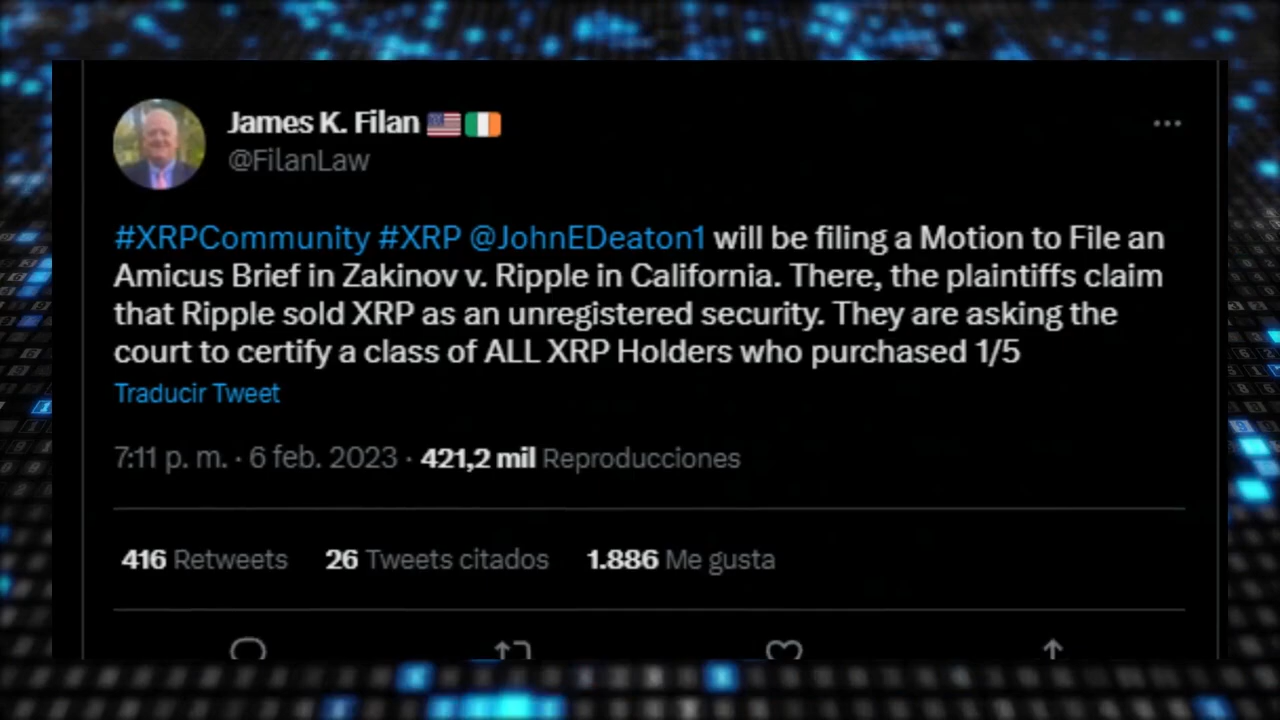 James K. Filan 🇺🇸🇮🇪
@FilanLaw
#XRPCommunity #XRP @JohnEDeaton1 will be filing a Motion to File an
Amicus Brief in Zakinov v. Ripple in California. There, the plaintiffs claim
that Ripple sold XRP as an unregistered security. They are asking the
court to certify a class of ALL XRP Holders who purchased 1/5
Traducir Tweet
7:11 p. m. · 6 feb. 2023 · 421,2 mil Reproducciones
416 Retweets 26 Tweets citados 1.886 Me gusta